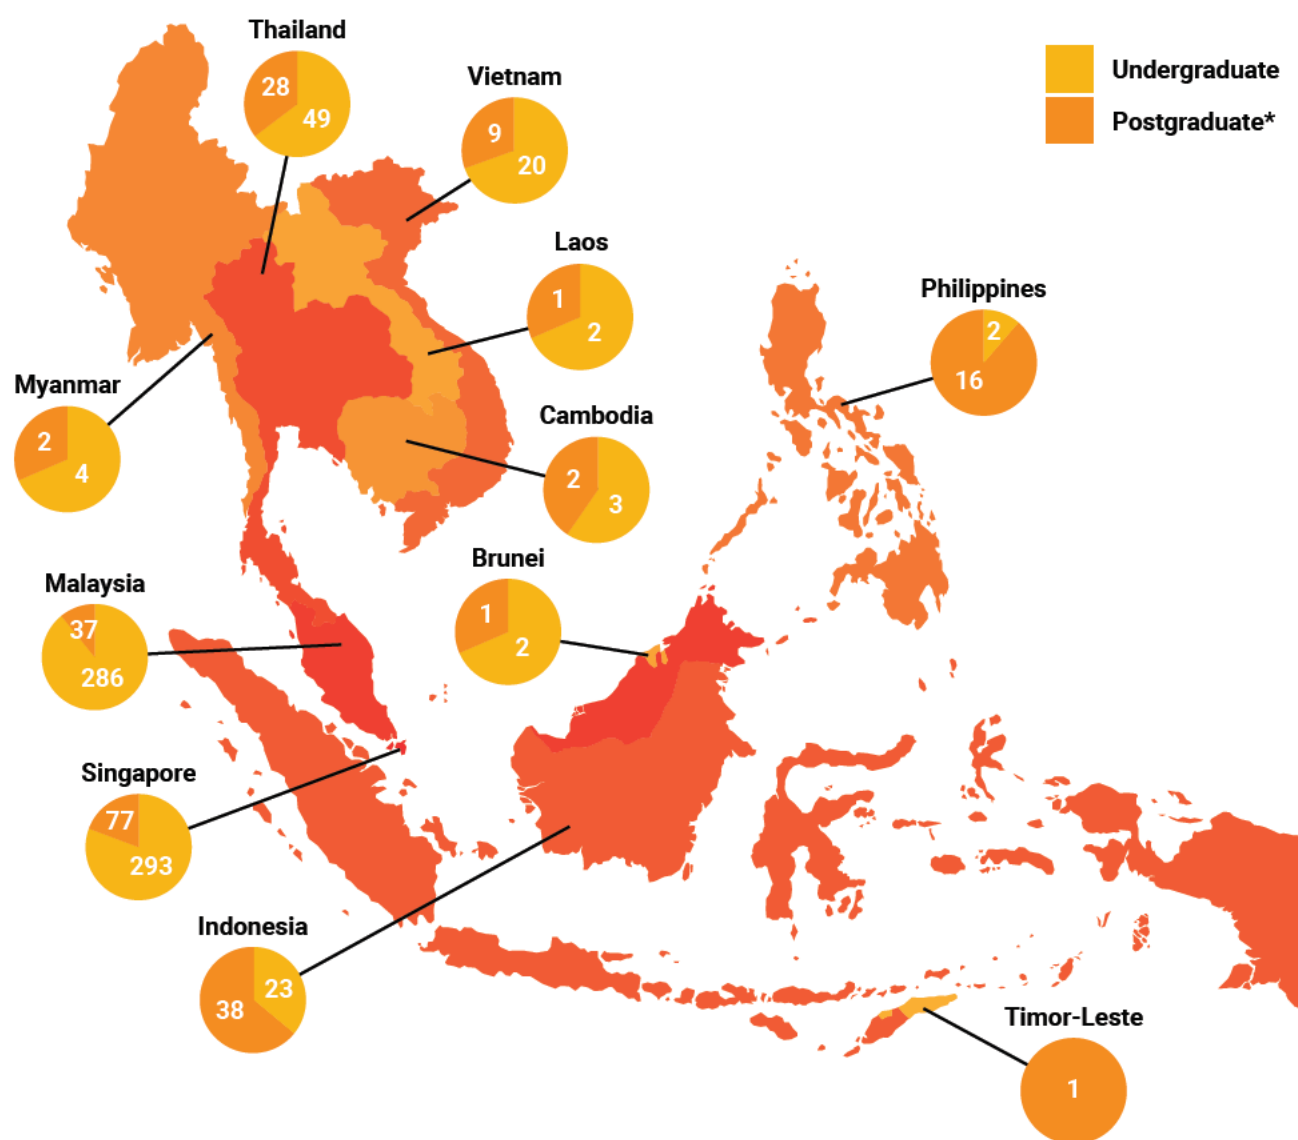 Thailand
28
49
Vietnam
9
20
Undergraduate
Postgraduate*
Laos
1
2
Philippines
2
16
Myanmar
2
4
Cambodia
2
3
Brunei
1
2
Malaysia
37
286
Singapore
77
293
Indonesia
23
38
Timor-Leste
1